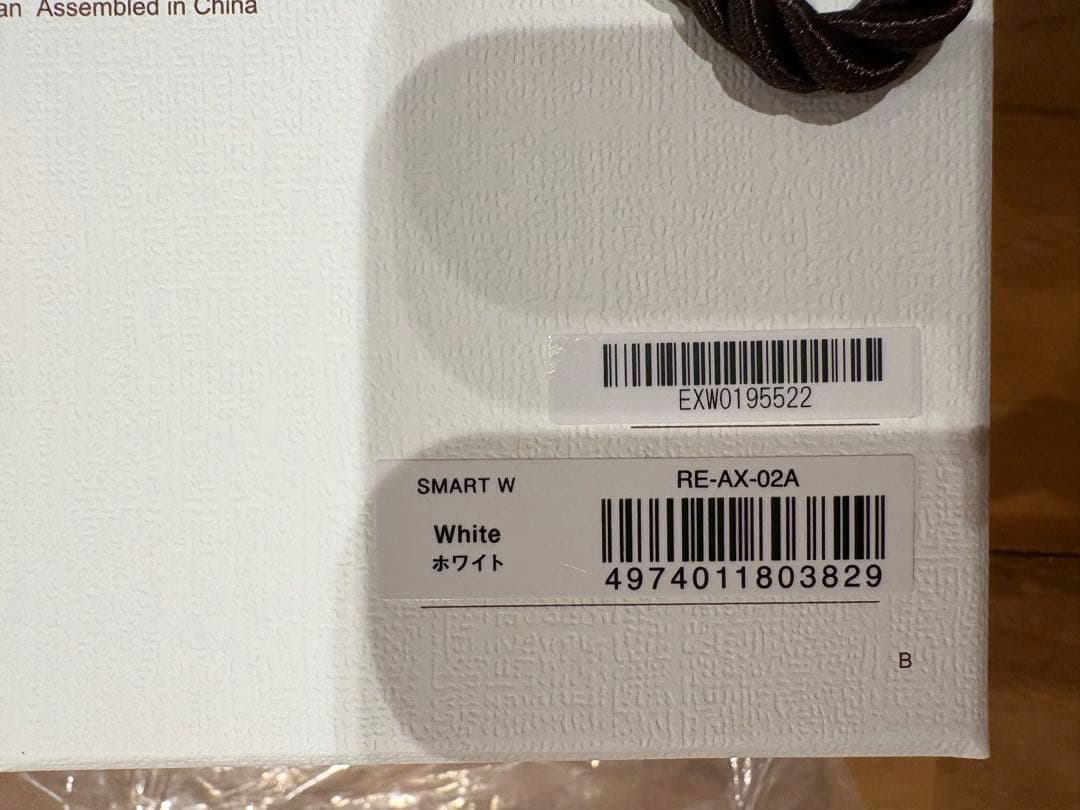 an Assembled in China
EXW0195522
SMART W
RE-AX-02A
White
ホワイト
4974011803829
B